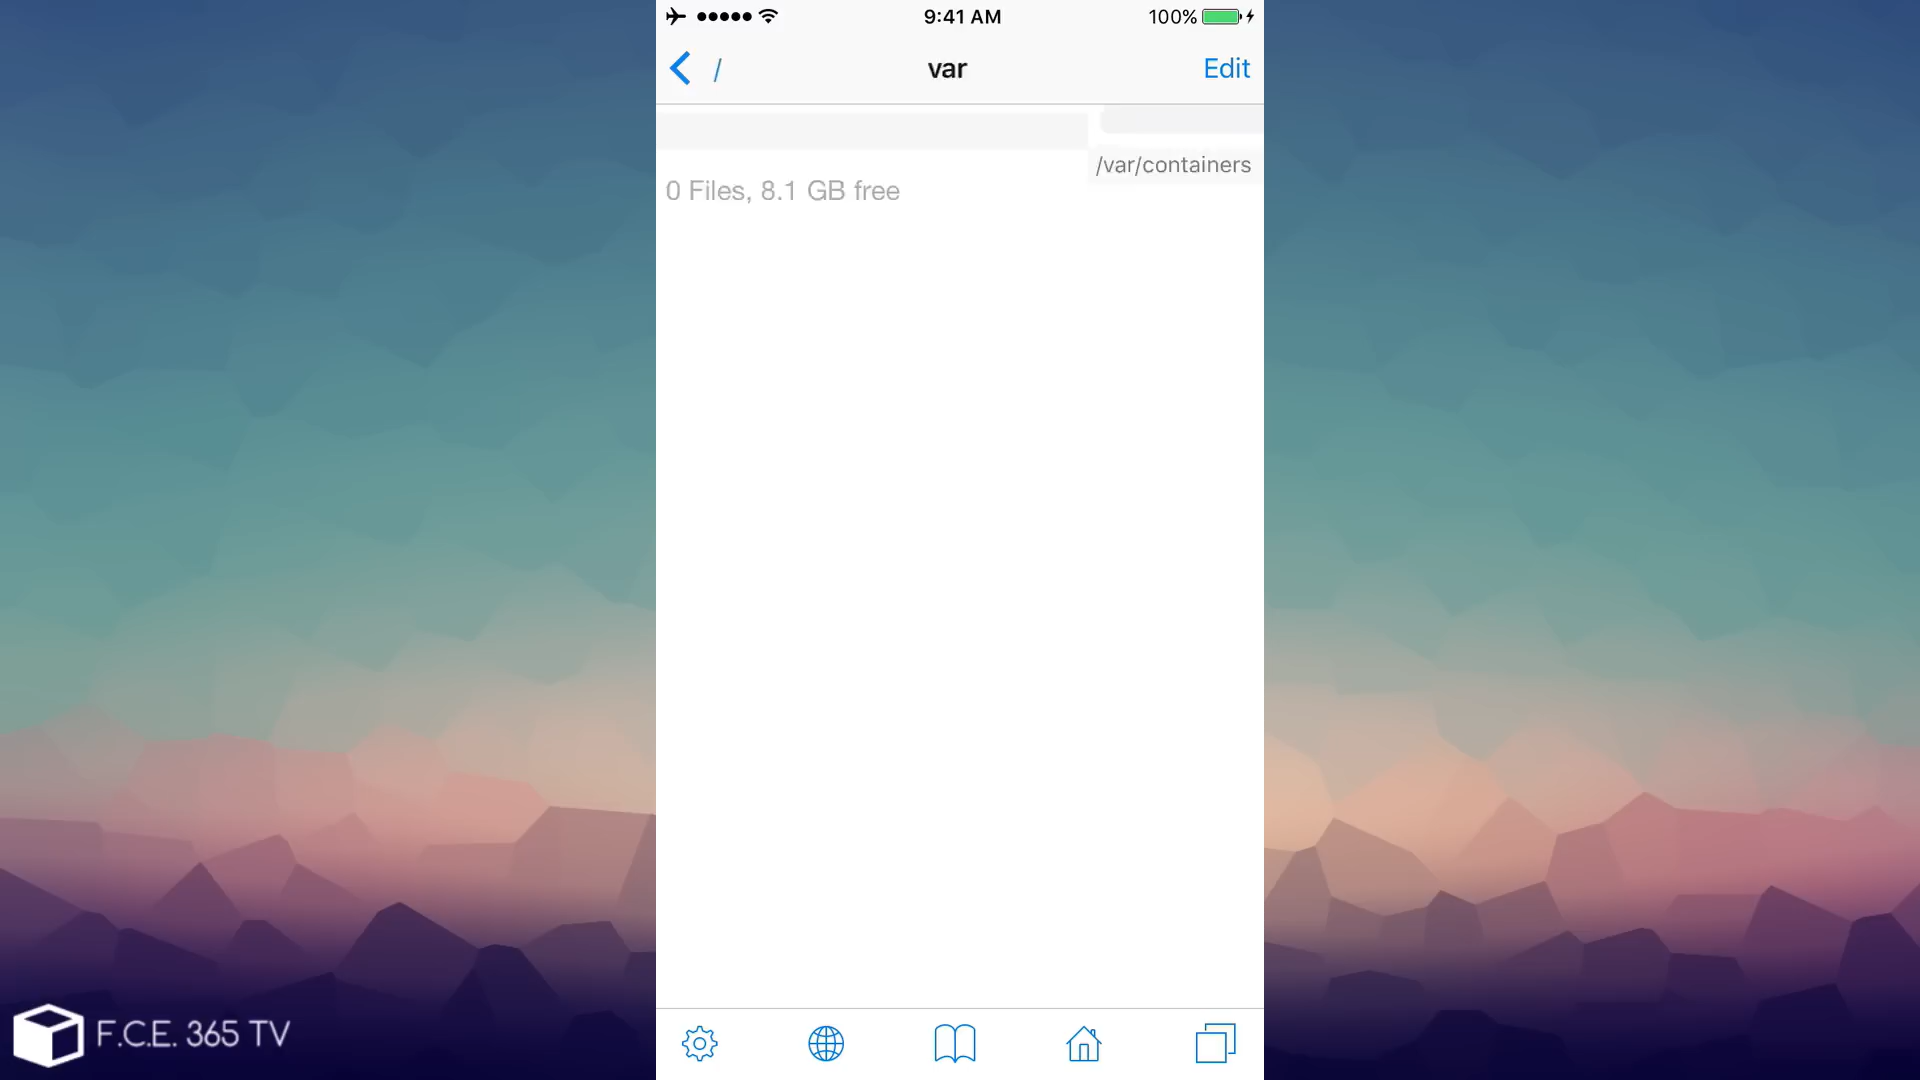 9:41 AM
100%
/
var
Edit
/var/containers
0 Files, 8.1 GB free
F.C.E. 365 TV